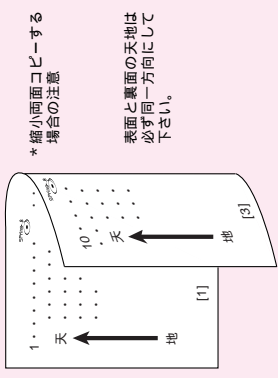 *縮小両面コピーする
場合の注意
表面と裏面の天地は
必ず同一方向にして
下さい。
1
天
地
[1]
10
天
地
[3]